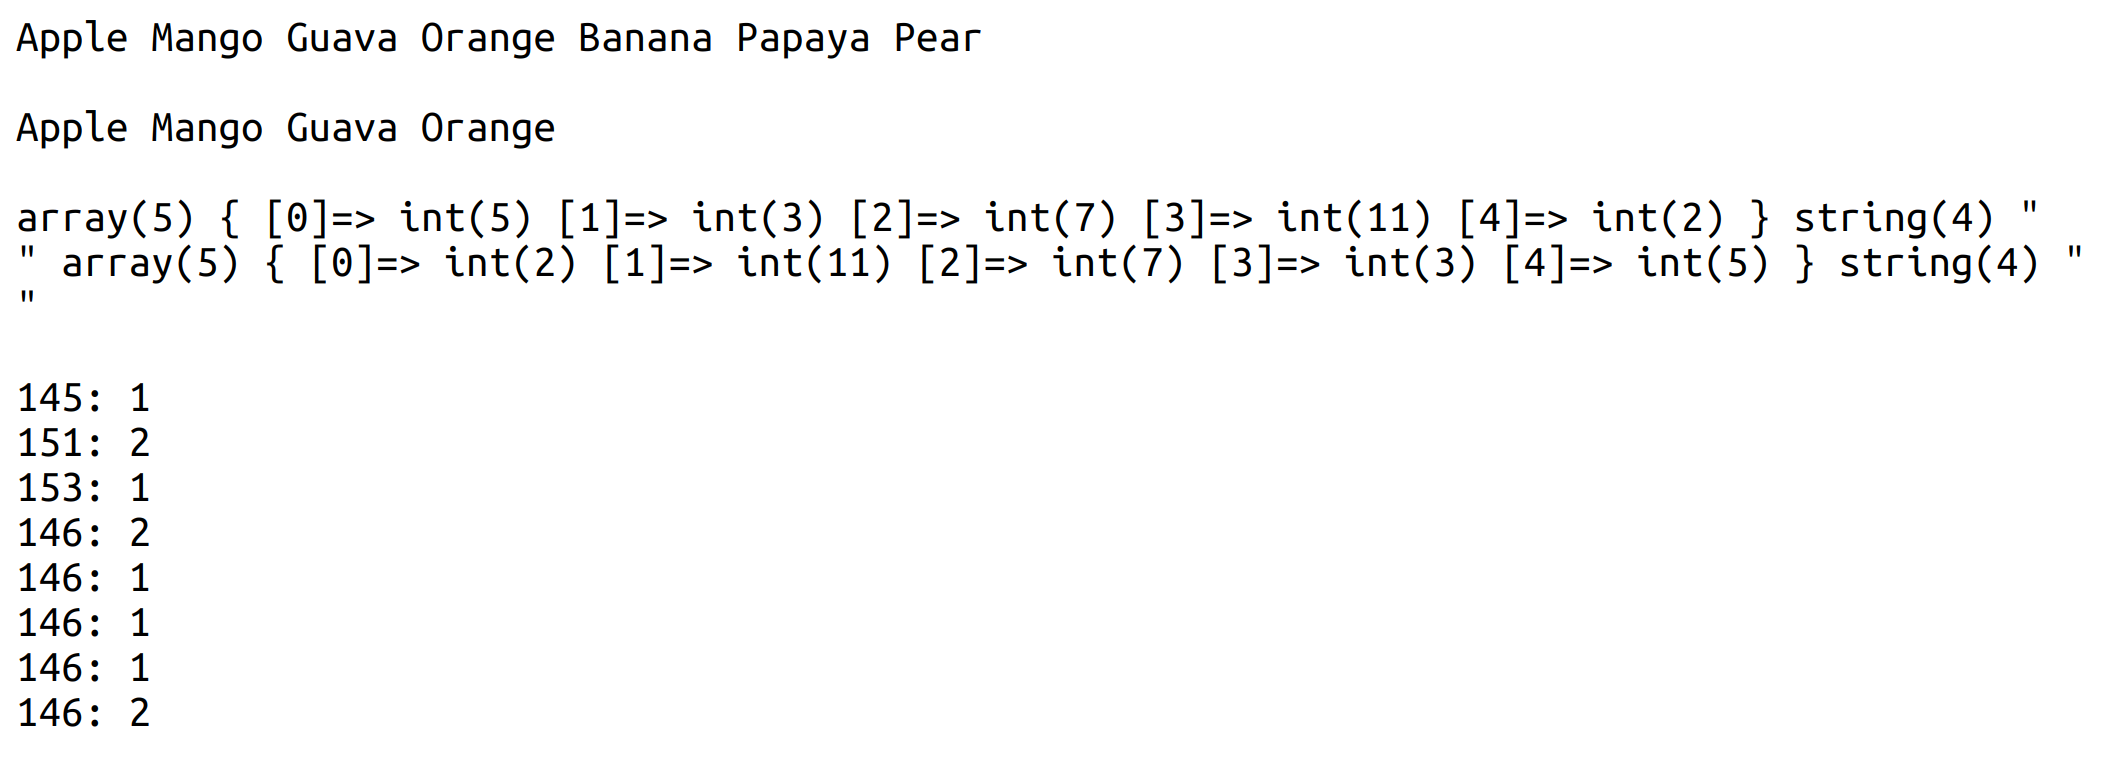 Apple Mango Guava Orange Banana Papaya Pear
Apple Mango Guava Orange
array(5) { [0]=> int(5) [1]=> int(3) [2]=> int(7) [3]=> int(11) [4]=> int(2) } string(4) "
" array(5) { [0]=> int(2) [1]=> int(11) [2]=> int(7) [3]=> int(3) [4]=> int(5) } string(4) "
"
145: 1
151: 2
153: 1
146: 2
146: 1
146: 1
146: 1
146: 2